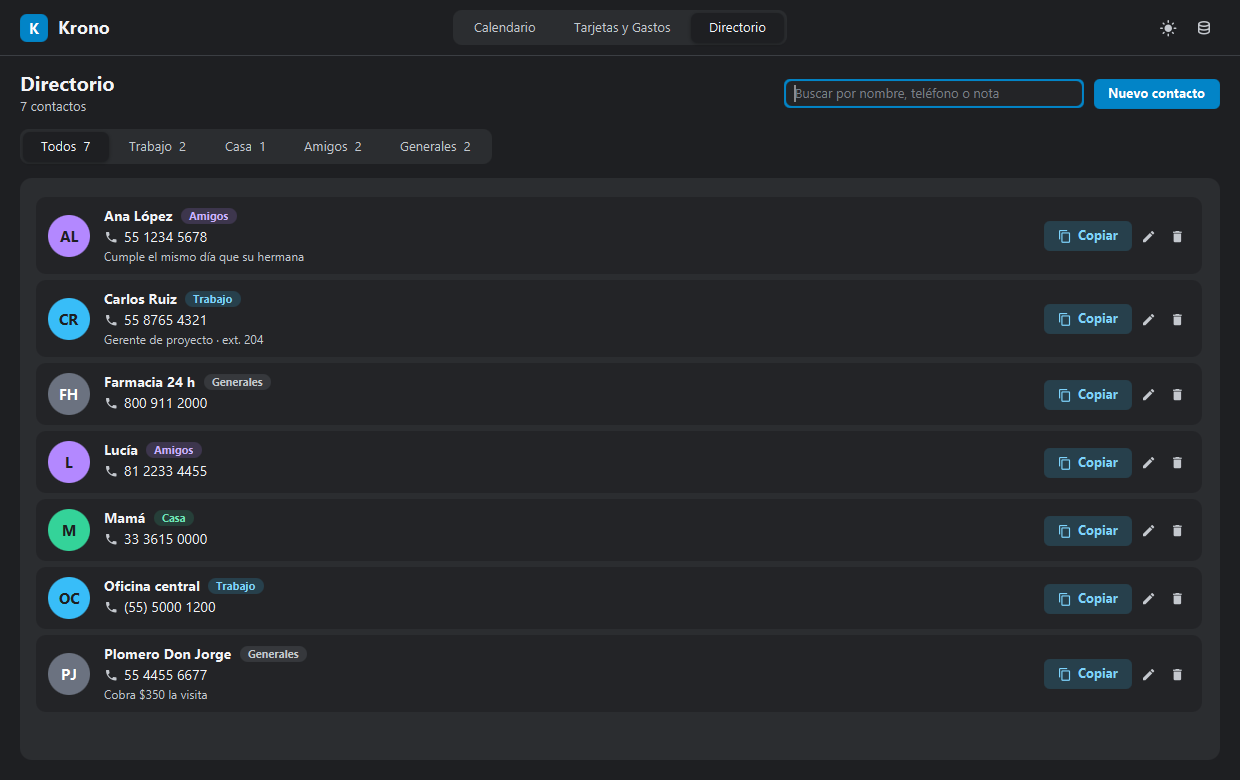 K Krono
Calendario Tarjetas y Gastos Directorio
Directorio
7 contactos
Buscar por nombre, teléfono o nota
Nuevo contacto
Todos 7 Trabajo 2 Casa 1 Amigos 2 Generales 2
AL
Ana López Amigos
55 1234 5678
Cumple el mismo día que su hermana
Copiar
CR
Carlos Ruiz Trabajo
55 8765 4321
Gerente de proyecto · ext. 204
Copiar
FH
Farmacia 24 h Generales
800 911 2000
Copiar
L
Lucía Amigos
81 2233 4455
Copiar
M
Mamá Casa
33 3615 0000
Copiar
OC
Oficina central Trabajo
(55) 5000 1200
Copiar
PJ
Plomero Don Jorge Generales
55 4455 6677
Cobra $350 la visita
Copiar